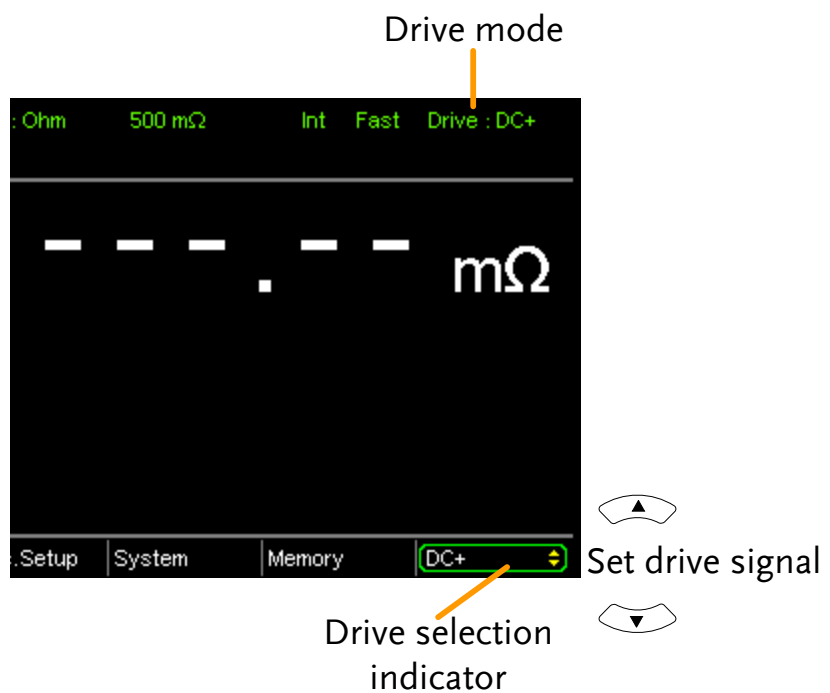 Drive mode
: Ohm 500 mΩ Int Fast Drive : DC+
---.-- mΩ
.Setup System Memory DC+
Set drive signal
Drive selection
indicator